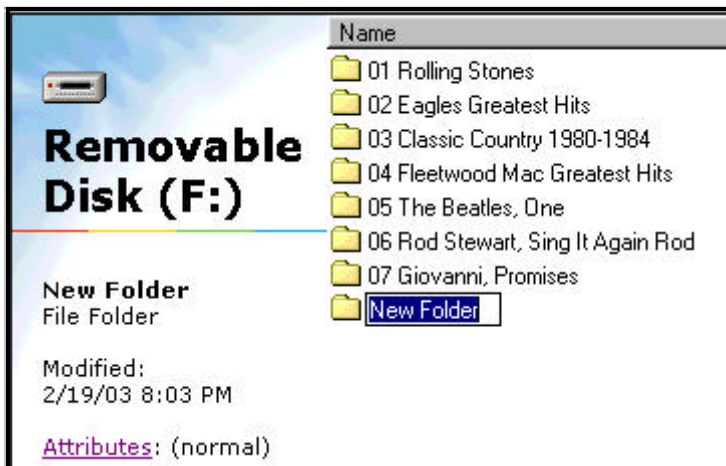 Removable
Disk (F:)
New Folder
File Folder
Modified:
2/19/03 8:03 PM
Attributes: (normal)
Name
01 Rolling Stones
02 Eagles Greatest Hits
03 Classic Country 1980-1984
04 Fleetwood Mac Greatest Hits
05 The Beatles, One
06 Rod Stewart, Sing It Again Rod
07 Giovanni, Promises
New Folder